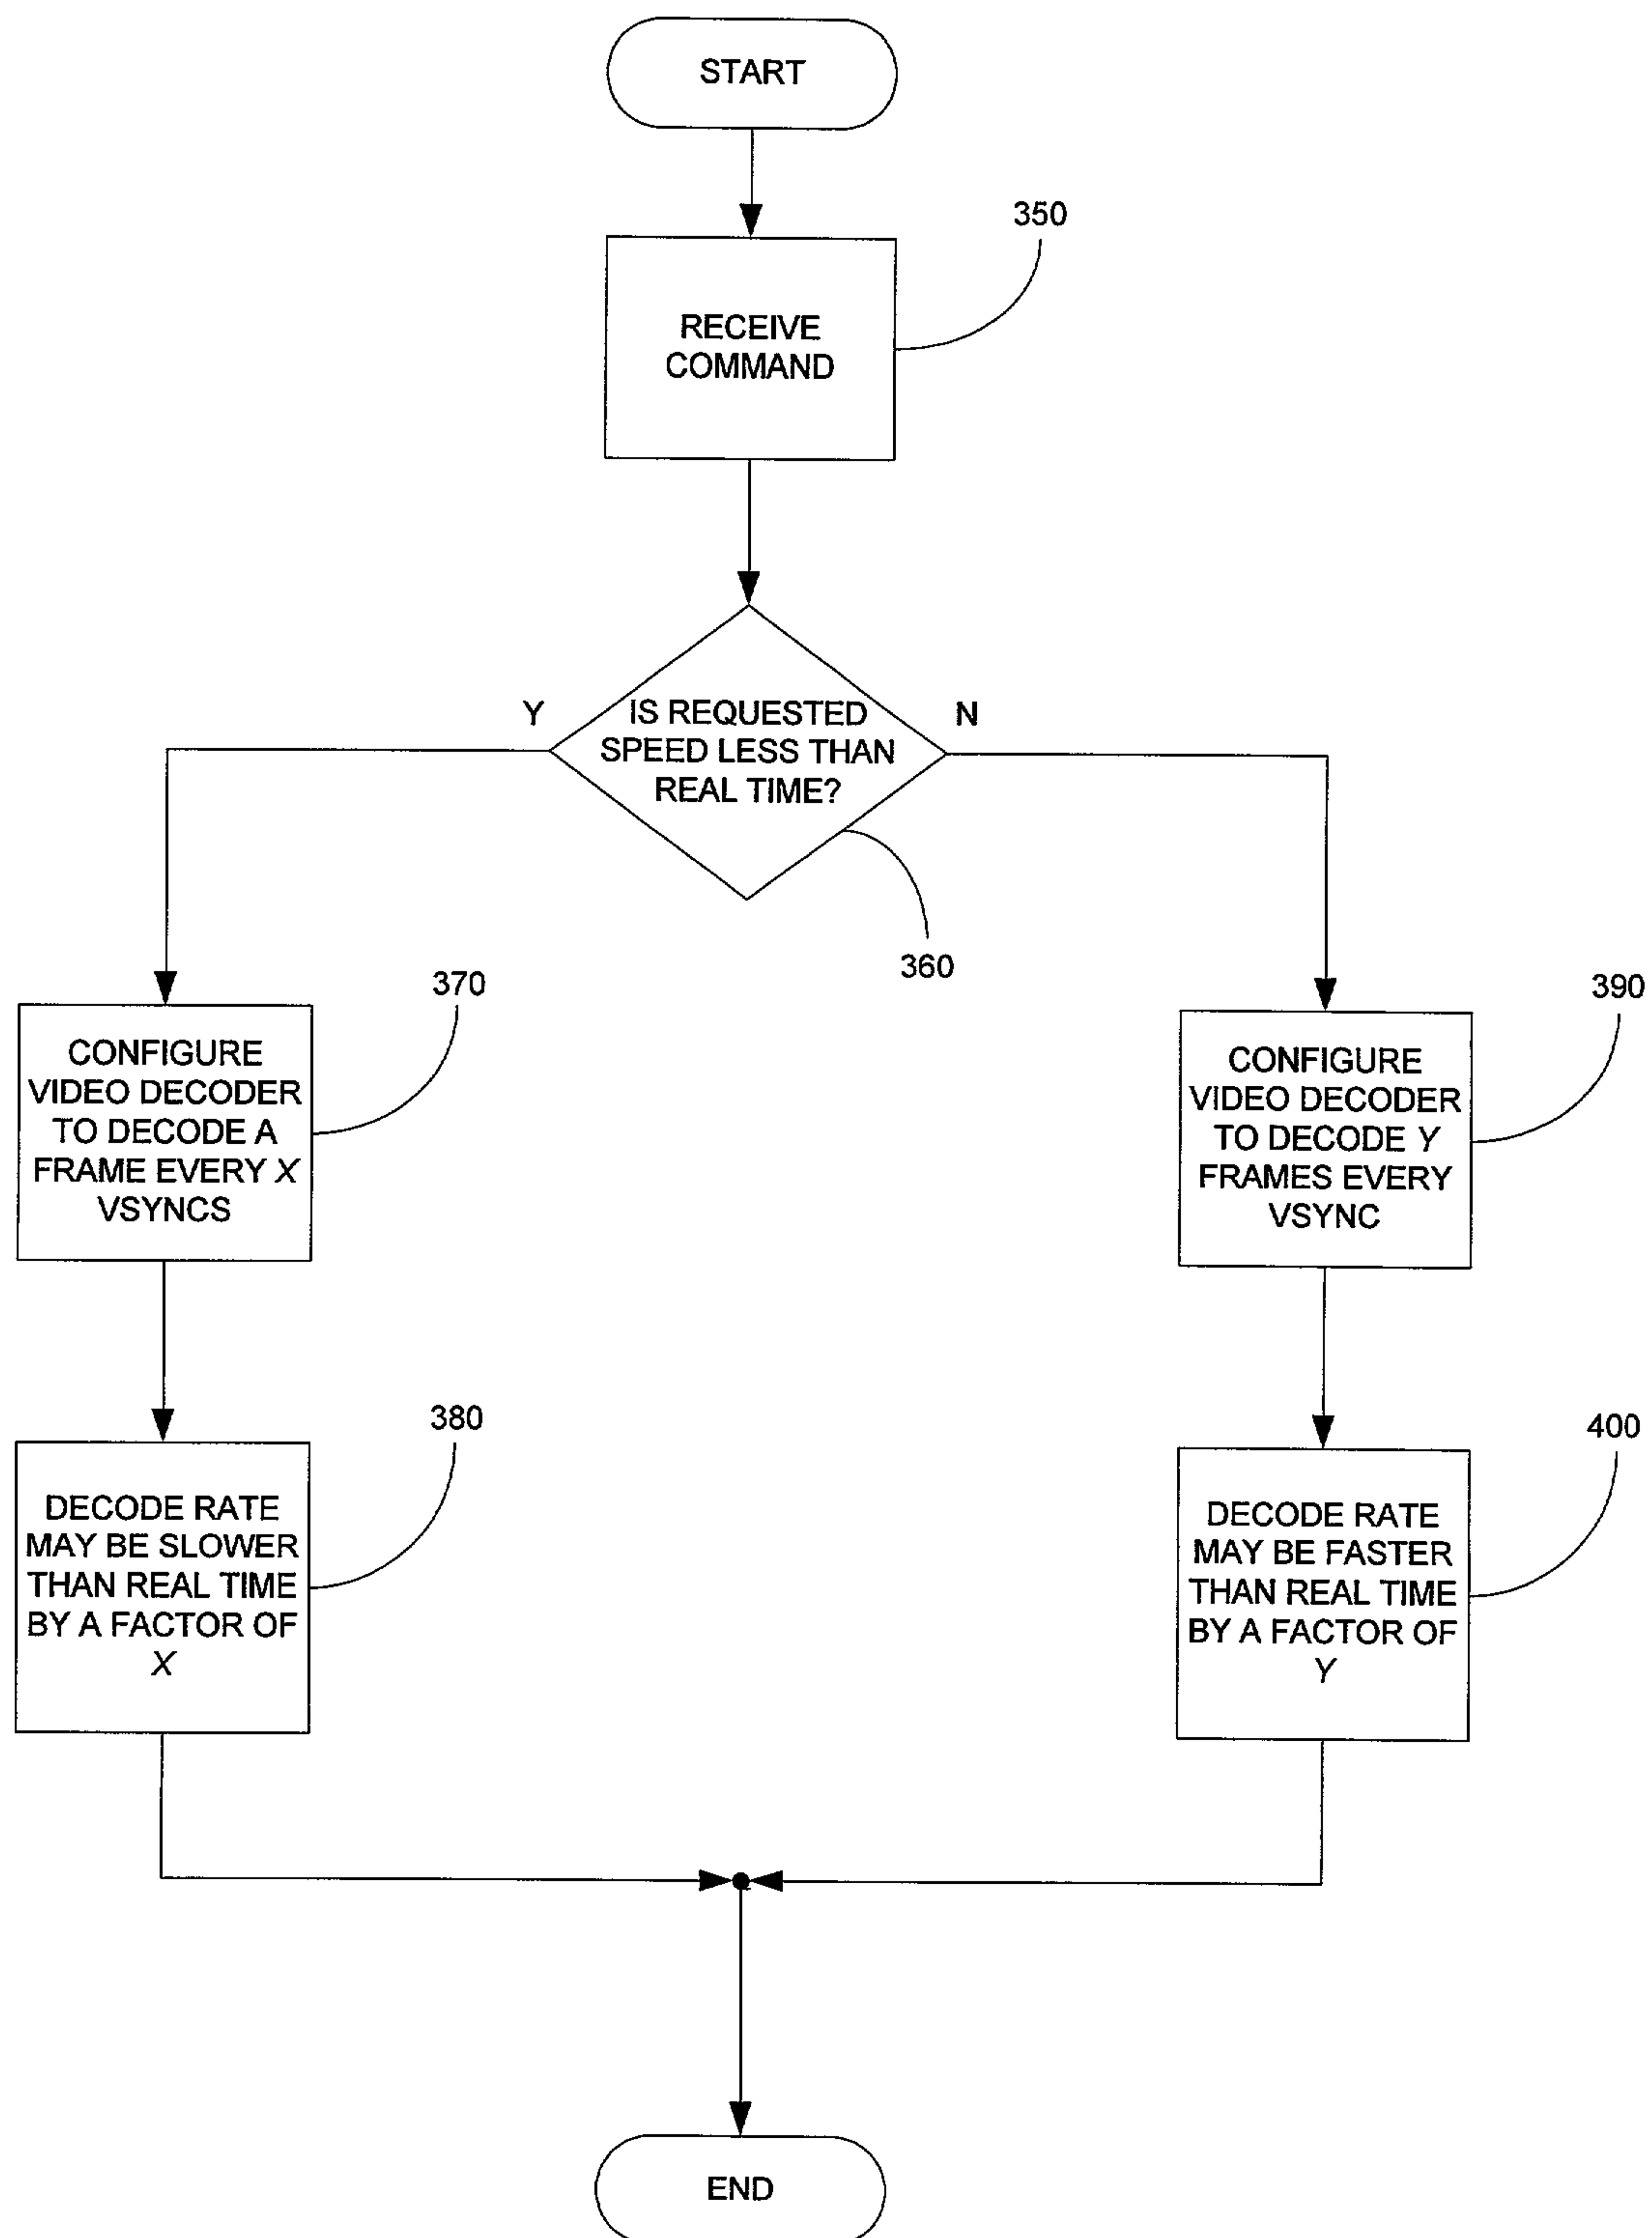 START
350
RECEIVE
COMMAND
Y
IS REQUESTED
SPEED LESS THAN
REAL TIME?
N
360
370
CONFIGURE
VIDEO DECODER
TO DECODE A
FRAME EVERY X
VSYNCS
390
CONFIGURE
VIDEO DECODER
TO DECODE Y
FRAMES EVERY
VSYNC
380
DECODE RATE
MAY BE SLOWER
THAN REAL TIME
BY A FACTOR OF
X
400
DECODE RATE
MAY BE FASTER
THAN REAL TIME
BY A FACTOR OF
Y
END